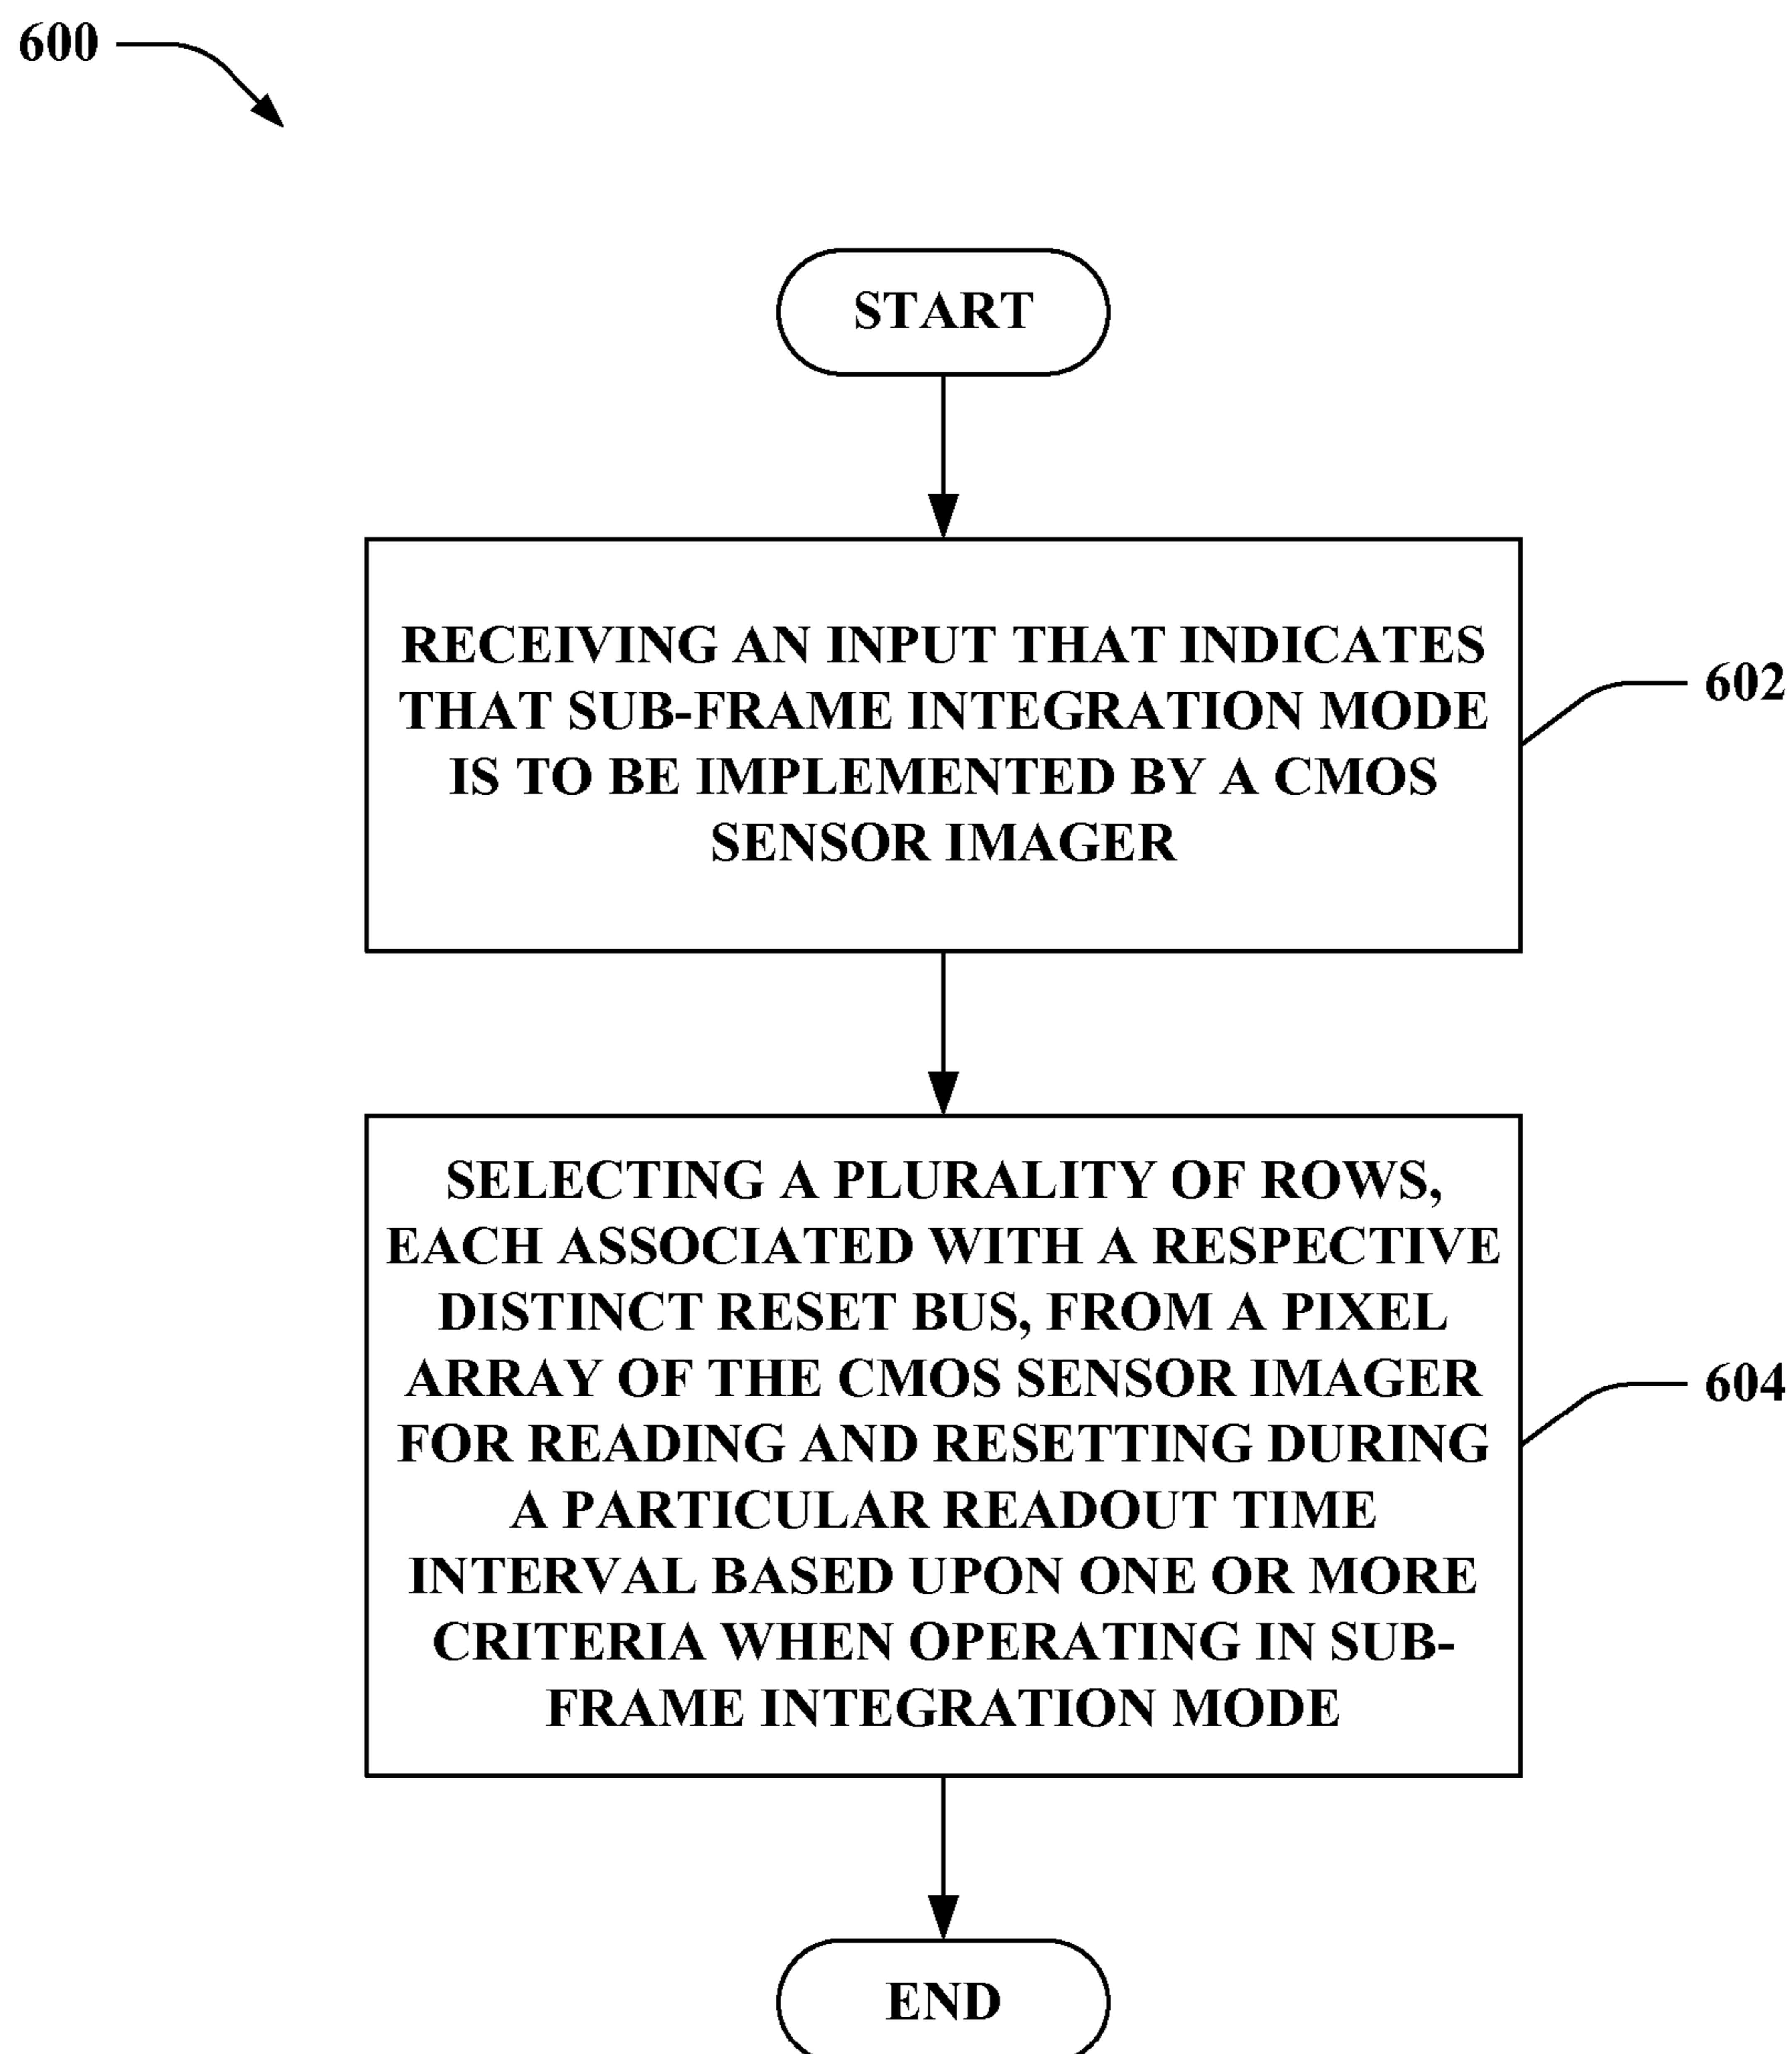 600
START
RECEIVING AN INPUT THAT INDICATES
THAT SUB-FRAME INTEGRATION MODE
IS TO BE IMPLEMENTED BY A CMOS
SENSOR IMAGER
602
SELECTING A PLURALITY OF ROWS,
EACH ASSOCIATED WITH A RESPECTIVE
DISTINCT RESET BUS, FROM A PIXEL
ARRAY OF THE CMOS SENSOR IMAGER
FOR READING AND RESETTING DURING
A PARTICULAR READOUT TIME
INTERVAL BASED UPON ONE OR MORE
CRITERIA WHEN OPERATING IN SUB-
FRAME INTEGRATION MODE
604
END